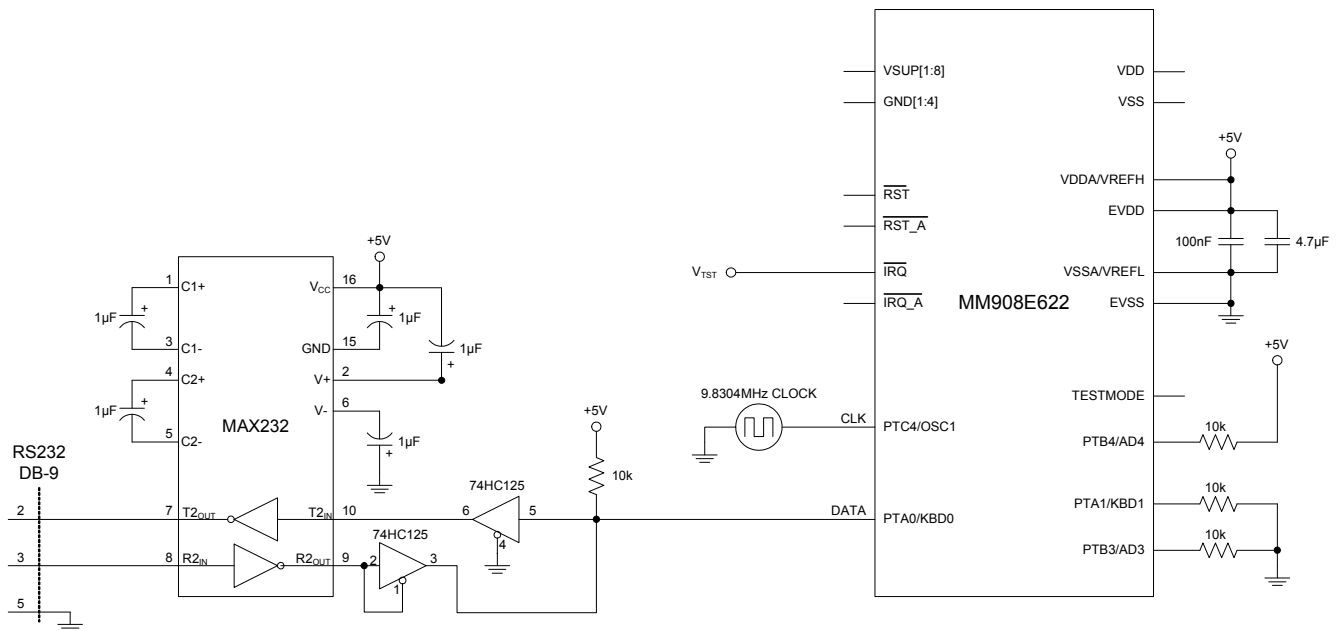 VSUP[1:8]
VDD
GND[1:4]
VSS
+5V
VDDA/VREFH
RST
EVDD
RST_A
+5V
100nF
4.7µF
1
C1+
VCC
16
VTST
IRQ
VSSA/VREFL
1µF
+
+
1µF
IRQ_A
MM908E622
EVSS
3
C1-
GND
15
1µF
+
+5V
4
C2+
V+
2
1µF
+
9.8304MHz CLOCK
TESTMODE
V-
6
+5V
MAX232
1µF
+
CLK
PTC4/OSC1
10k
5
C2-
PTB4/AD4
RS232
DB-9
10k
74HC125
10k
PTA1/KBD1
2
7
T2OUT
T2IN
10
6
5
DATA
PTA0/KBD0
4
74HC125
10k
PTB3/AD3
3
8
R2IN
R2OUT
9
2
3
1
5